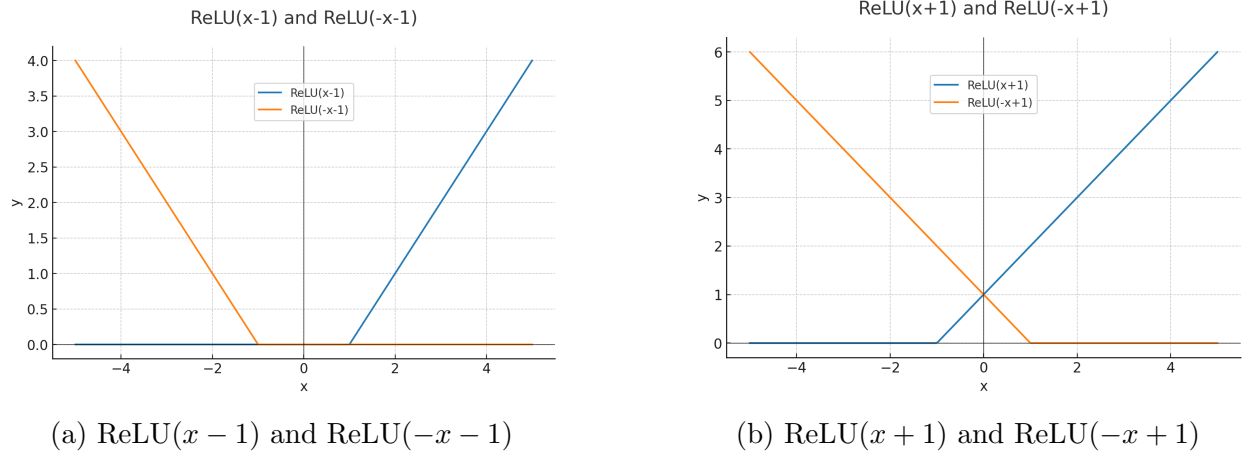 ReLU(x-1) and ReLU(-x-1)
4.0
3.5
3.0
2.5
2.0
1.5
1.0
0.5
0.0
y
ReLU(x-1)
ReLU(-x-1)
−4 −2 0 2 4
x
(a) ReLU(x − 1) and ReLU(−x − 1)
ReLU(x+1) and ReLU(-x+1)
6
5
4
3
2
1
0
y
ReLU(x+1)
ReLU(-x+1)
−4 −2 0 2 4
x
(b) ReLU(x + 1) and ReLU(−x + 1)